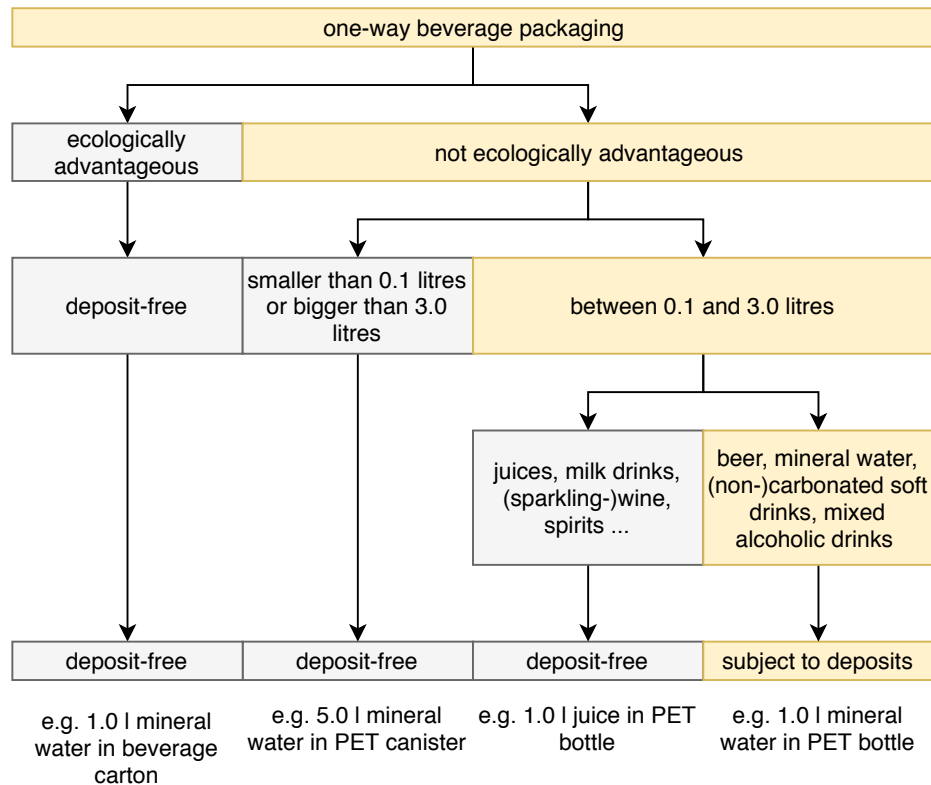 one-way beverage packaging
ecologically
advantageous
not ecologically advantageous
deposit-free
smaller than 0.1 litres
or bigger than 3.0
litres
between 0.1 and 3.0 litres
juices, milk drinks,
(sparkling-)wine,
spirits ...
beer, mineral water,
(non-)carbonated soft
drinks, mixed
alcoholic drinks
deposit-free
deposit-free
deposit-free
subject to deposits
e.g. 1.0 l mineral
water in beverage
carton
e.g. 5.0 l mineral
water in PET canister
e.g. 1.0 l juice in PET
bottle
e.g. 1.0 l mineral
water in PET bottle